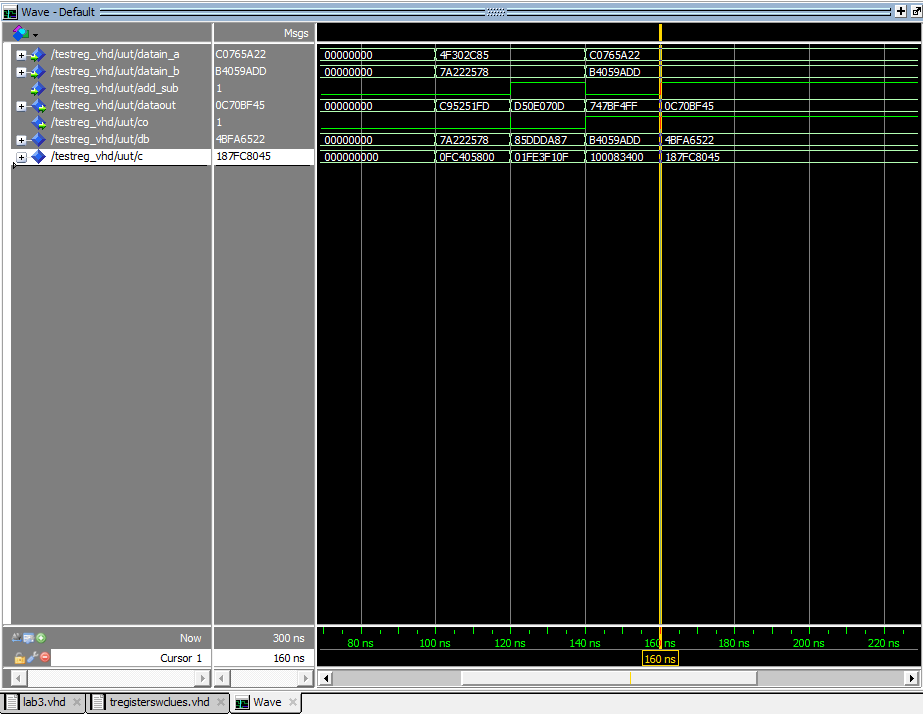 Wave - Default
Msgs
/testreg_vhd/uut/datain_a C0765A22 00000000 4F302C85 C0765A22
/testreg_vhd/uut/datain_b B4059ADD 00000000 7A222578 B4059ADD
/testreg_vhd/uut/add_sub 1
/testreg_vhd/uut/dataout 0C70BF45 00000000 C95251FD D50E070D 747BF4FF 0C70BF45
/testreg_vhd/uut/co 1
/testreg_vhd/uut/db 4BFA6522 00000000 7A222578 85DDDA87 B4059ADD 4BFA6522
/testreg_vhd/uut/c 187FC8045 000000000 0FC405800 01FE3F10F 100083400 187FC8045
Now 300 ns 80 ns 100 ns 120 ns 140 ns 160 ns 180 ns 200 ns 220 ns
Cursor 1 160 ns 160 ns
lab3.vhd tregisterswclues.vhd Wave